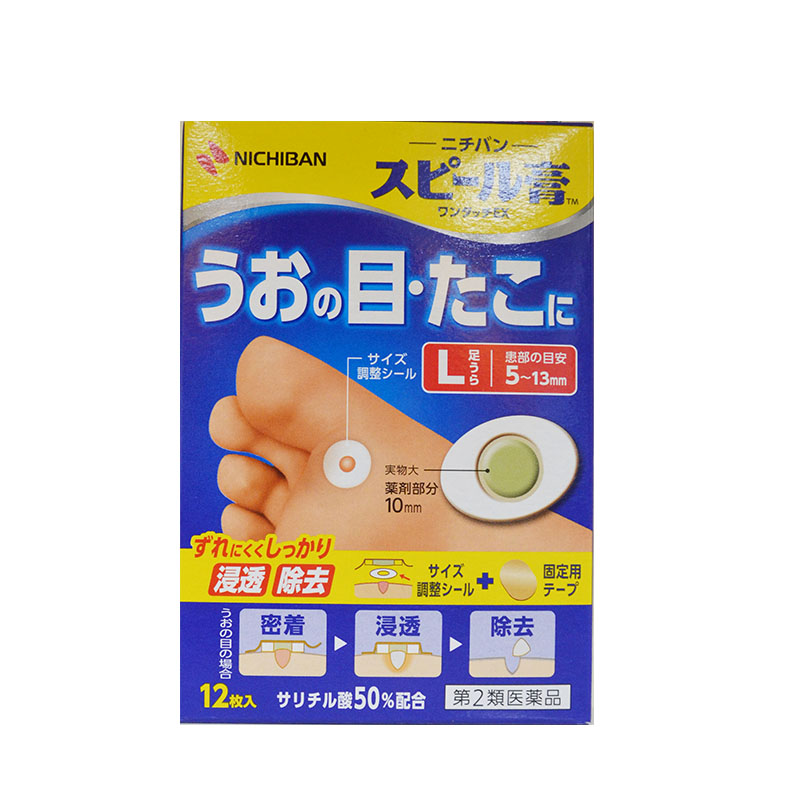 NICHIBAN
ニチバン
スピール膏™
ワンタッチEX
うおの目・たこに
サイズ
調整シール
L 足うら
患部の目安
5～13mm
実物大
薬剤部分
10mm
ずれにくくしっかり
浸透 除去
サイズ
調整シール
+
固定用
テープ
うおの目の場合
密着
浸透
除去
12枚入
サリチル酸50%配合
第2類医薬品